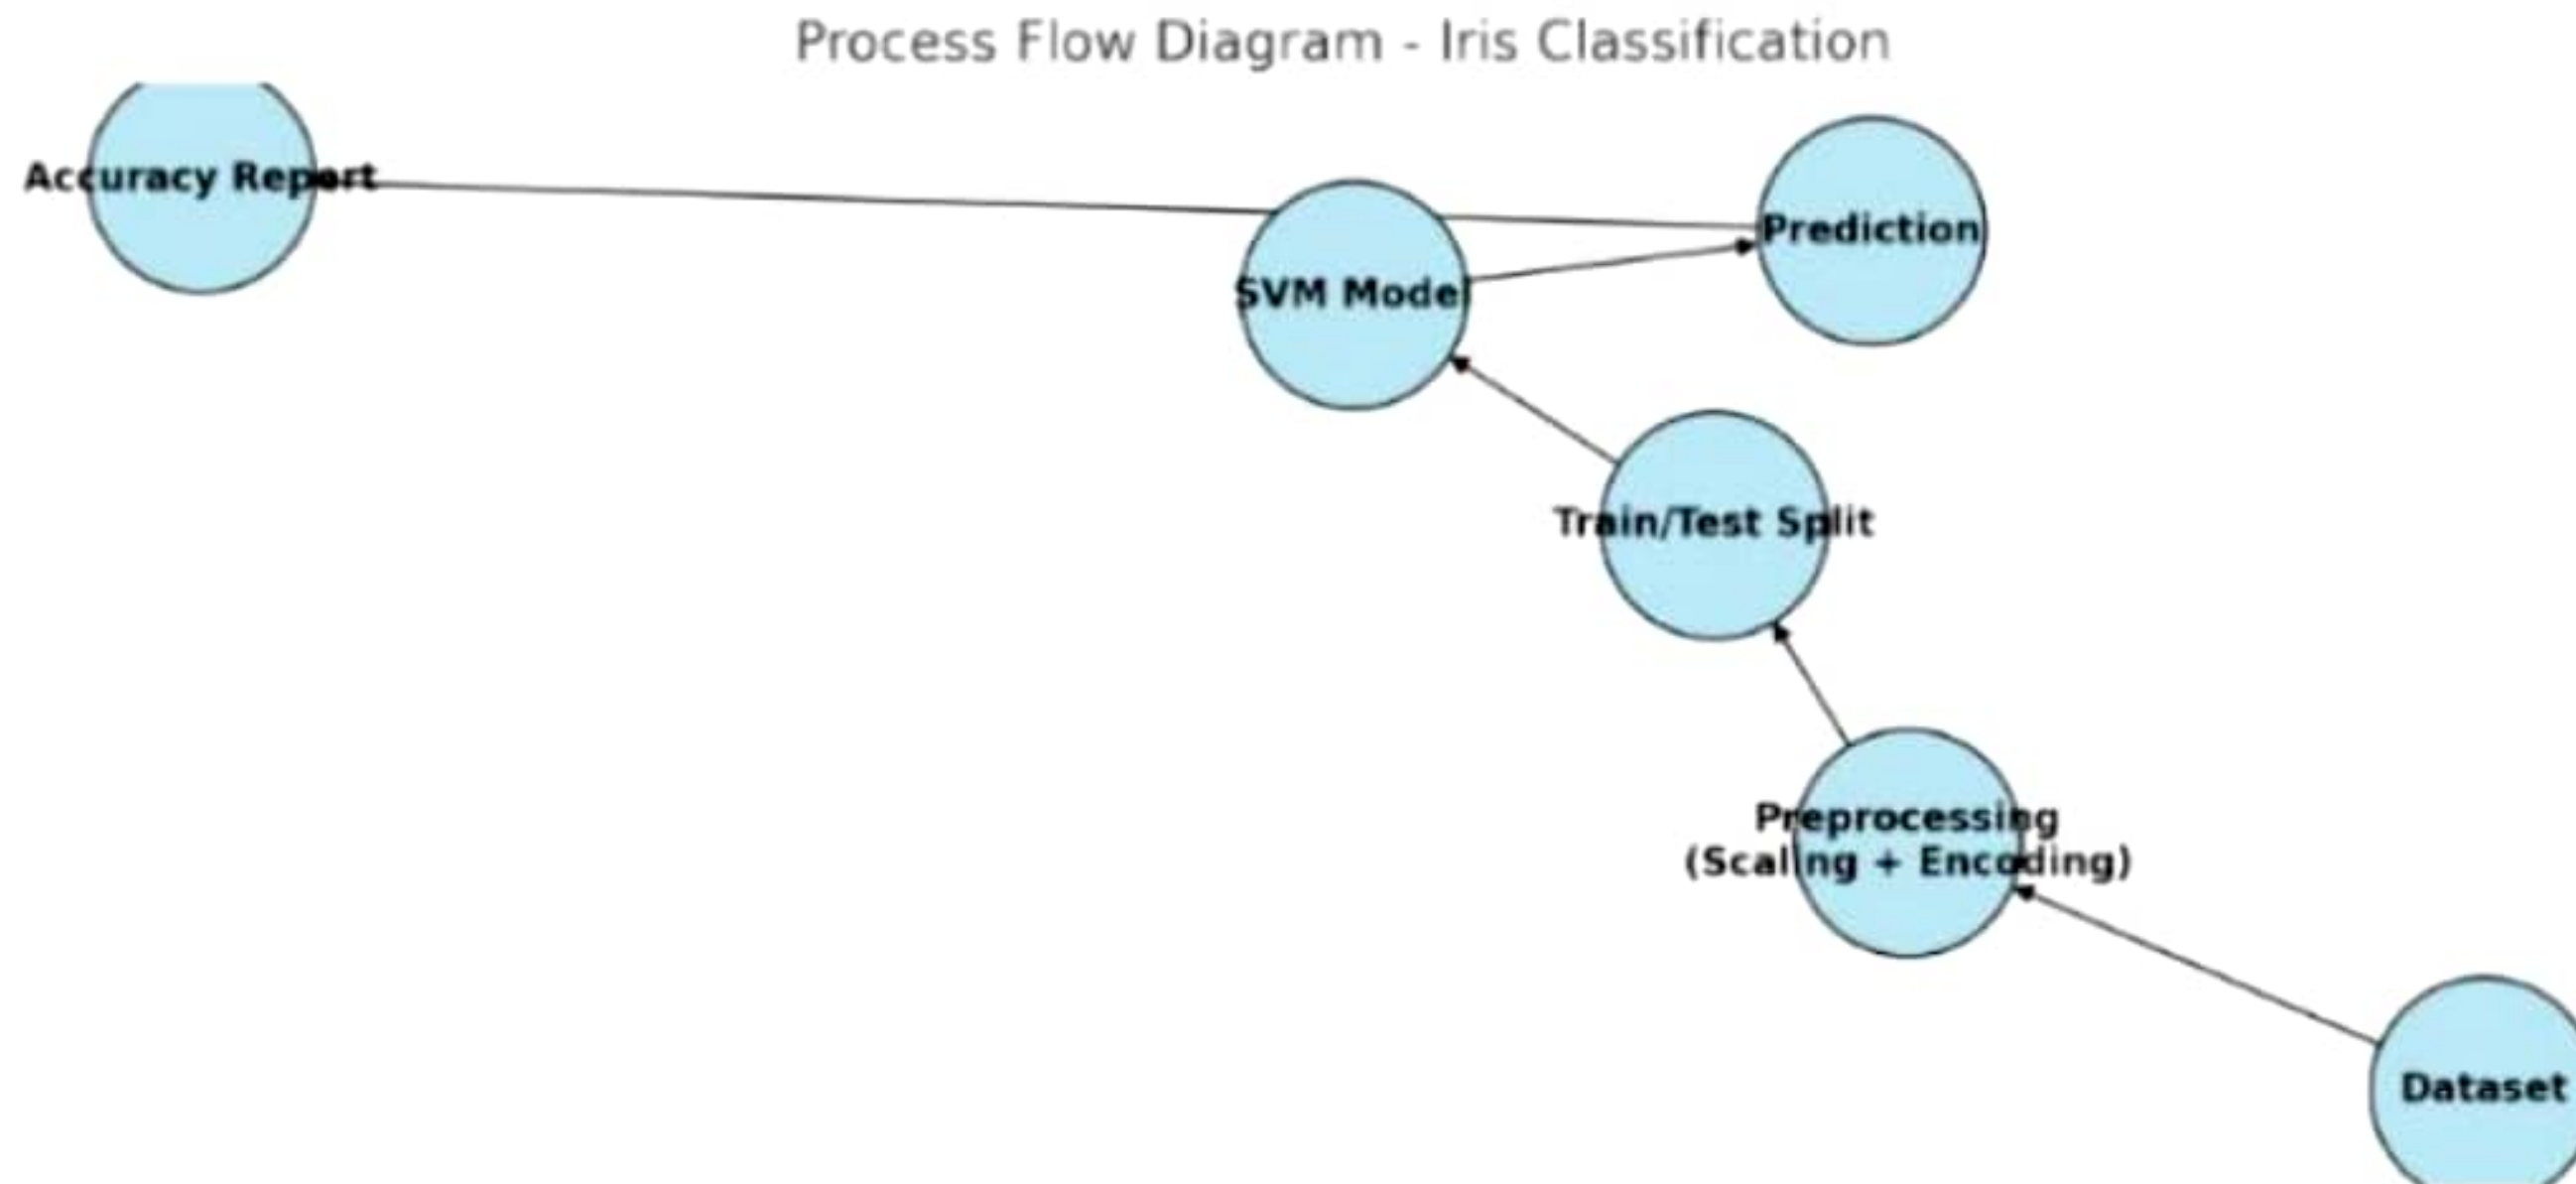 Process Flow Diagram - Iris Classification
Accuracy Report
Prediction
SVM Model
Train/Test Split
Preprocessing
(Scaling + Encoding)
Dataset